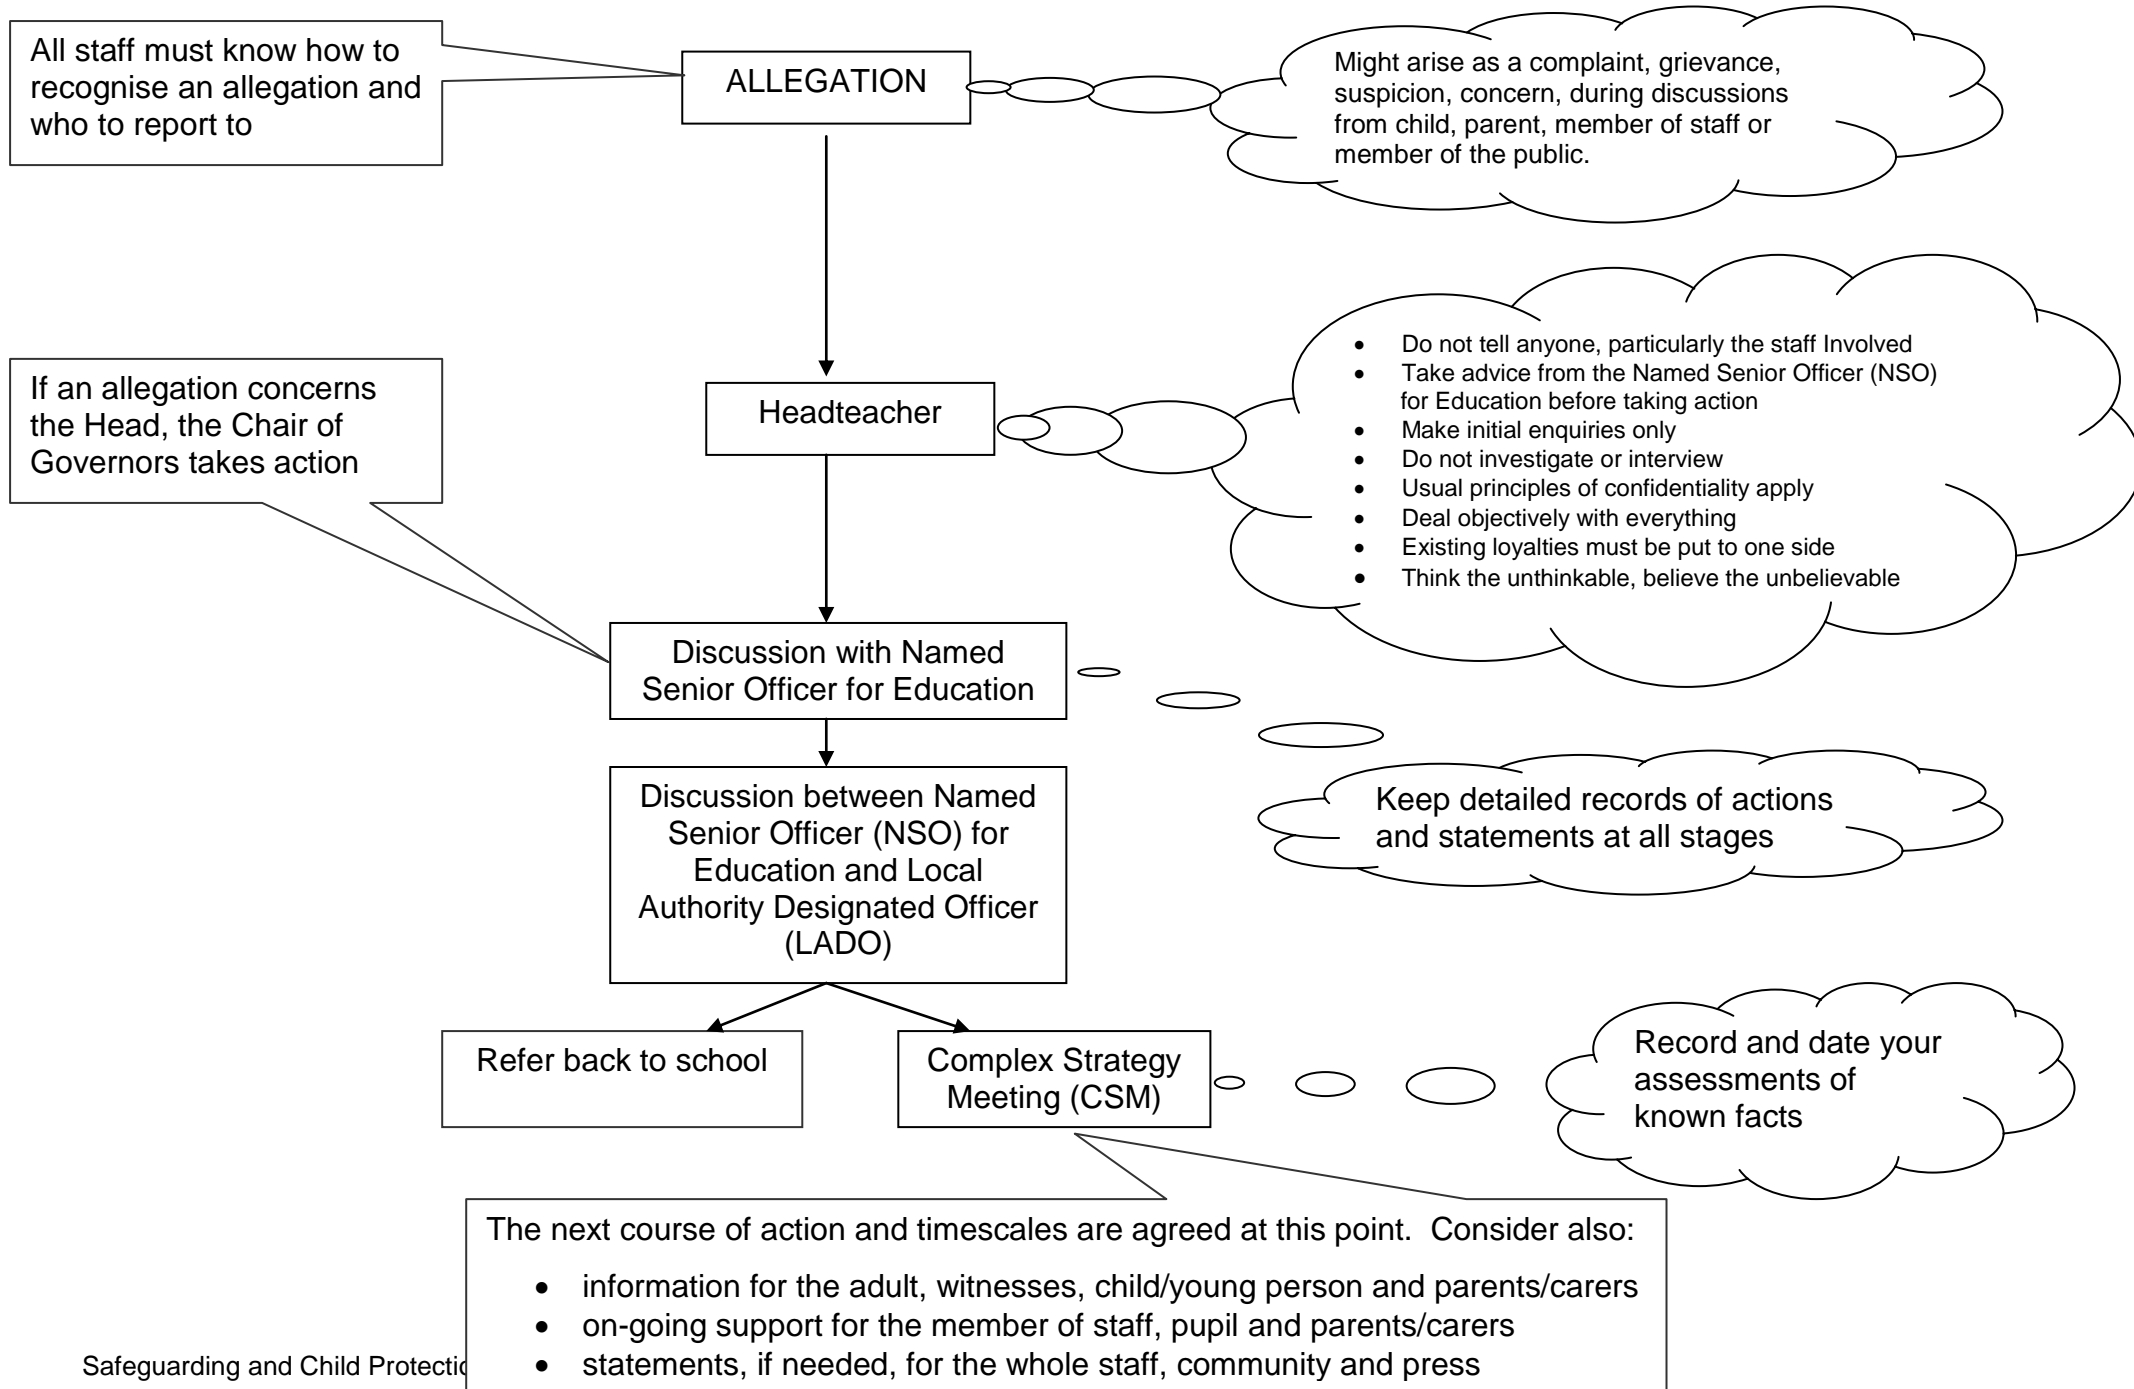 All staff must know how to
recognise an allegation and
who to report to
ALLEGATION
Might arise as a complaint, grievance,
suspicion, concern, during discussions
from child, parent, member of staff or
member of the public.
If an allegation concerns
the Head, the Chair of
Governors takes action
Headteacher
• Do not tell anyone, particularly the staff Involved
• Take advice from the Named Senior Officer (NSO)
for Education before taking action
• Make initial enquiries only
• Do not investigate or interview
• Usual principles of confidentiality apply
• Deal objectively with everything
• Existing loyalties must be put to one side
• Think the unthinkable, believe the unbelievable
Discussion with Named
Senior Officer for Education
Discussion between Named
Senior Officer (NSO) for
Education and Local
Authority Designated Officer
(LADO)
Keep detailed records of actions
and statements at all stages
Refer back to school
Complex Strategy
Meeting (CSM)
Record and date your
assessments of
known facts
The next course of action and timescales are agreed at this point.  Consider also:
• information for the adult, witnesses, child/young person and parents/carers
• on-going support for the member of staff, pupil and parents/carers
• statements, if needed, for the whole staff, community and press
Safeguarding and Child